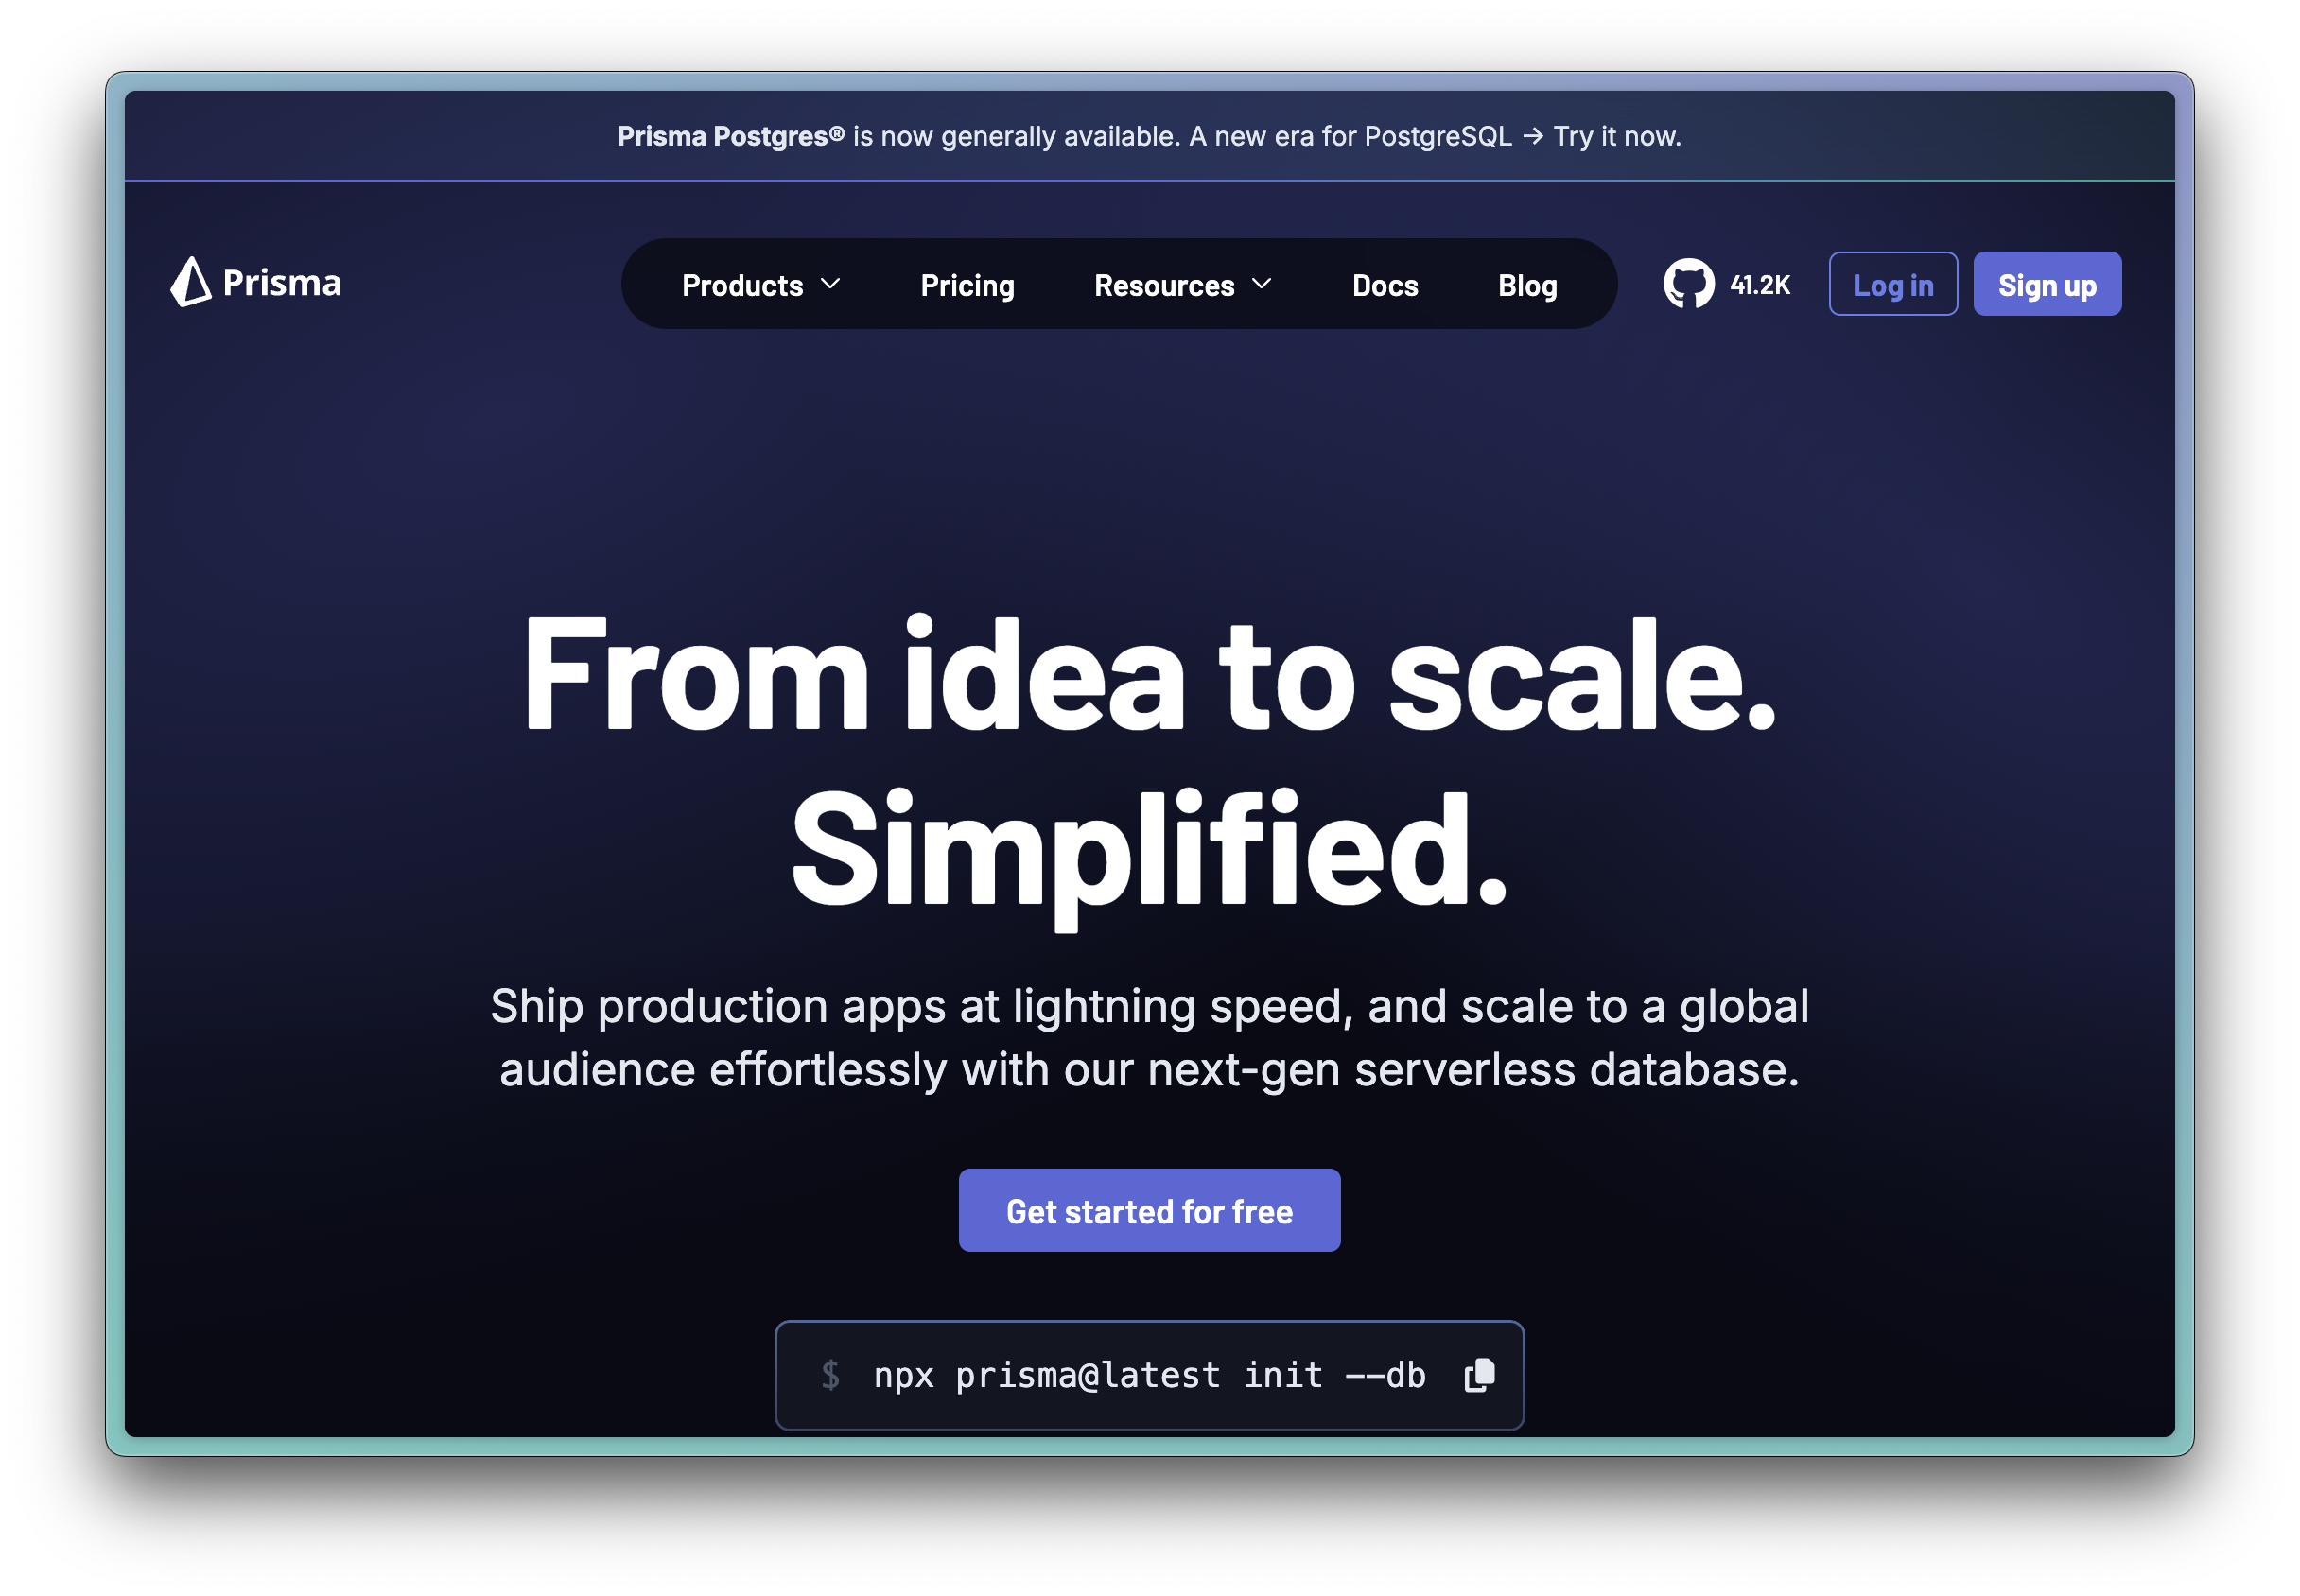 Prisma Postgres® is now generally available. A new era for PostgreSQL → Try it now.
Prisma
Products Pricing Resources Docs Blog
41.2K
Log in
Sign up
From idea to scale.
Simplified.
Ship production apps at lightning speed, and scale to a global
audience effortlessly with our next-gen serverless database.
Get started for free
$ npx prisma@latest init --db